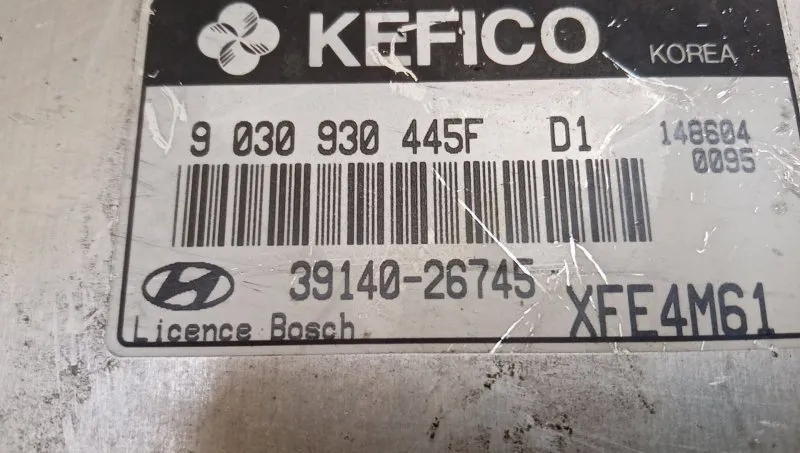 KEFICO KOREA
9 030 930 445F D1 148604
0095
39140-26745
XFE4M61
Licence Bosch